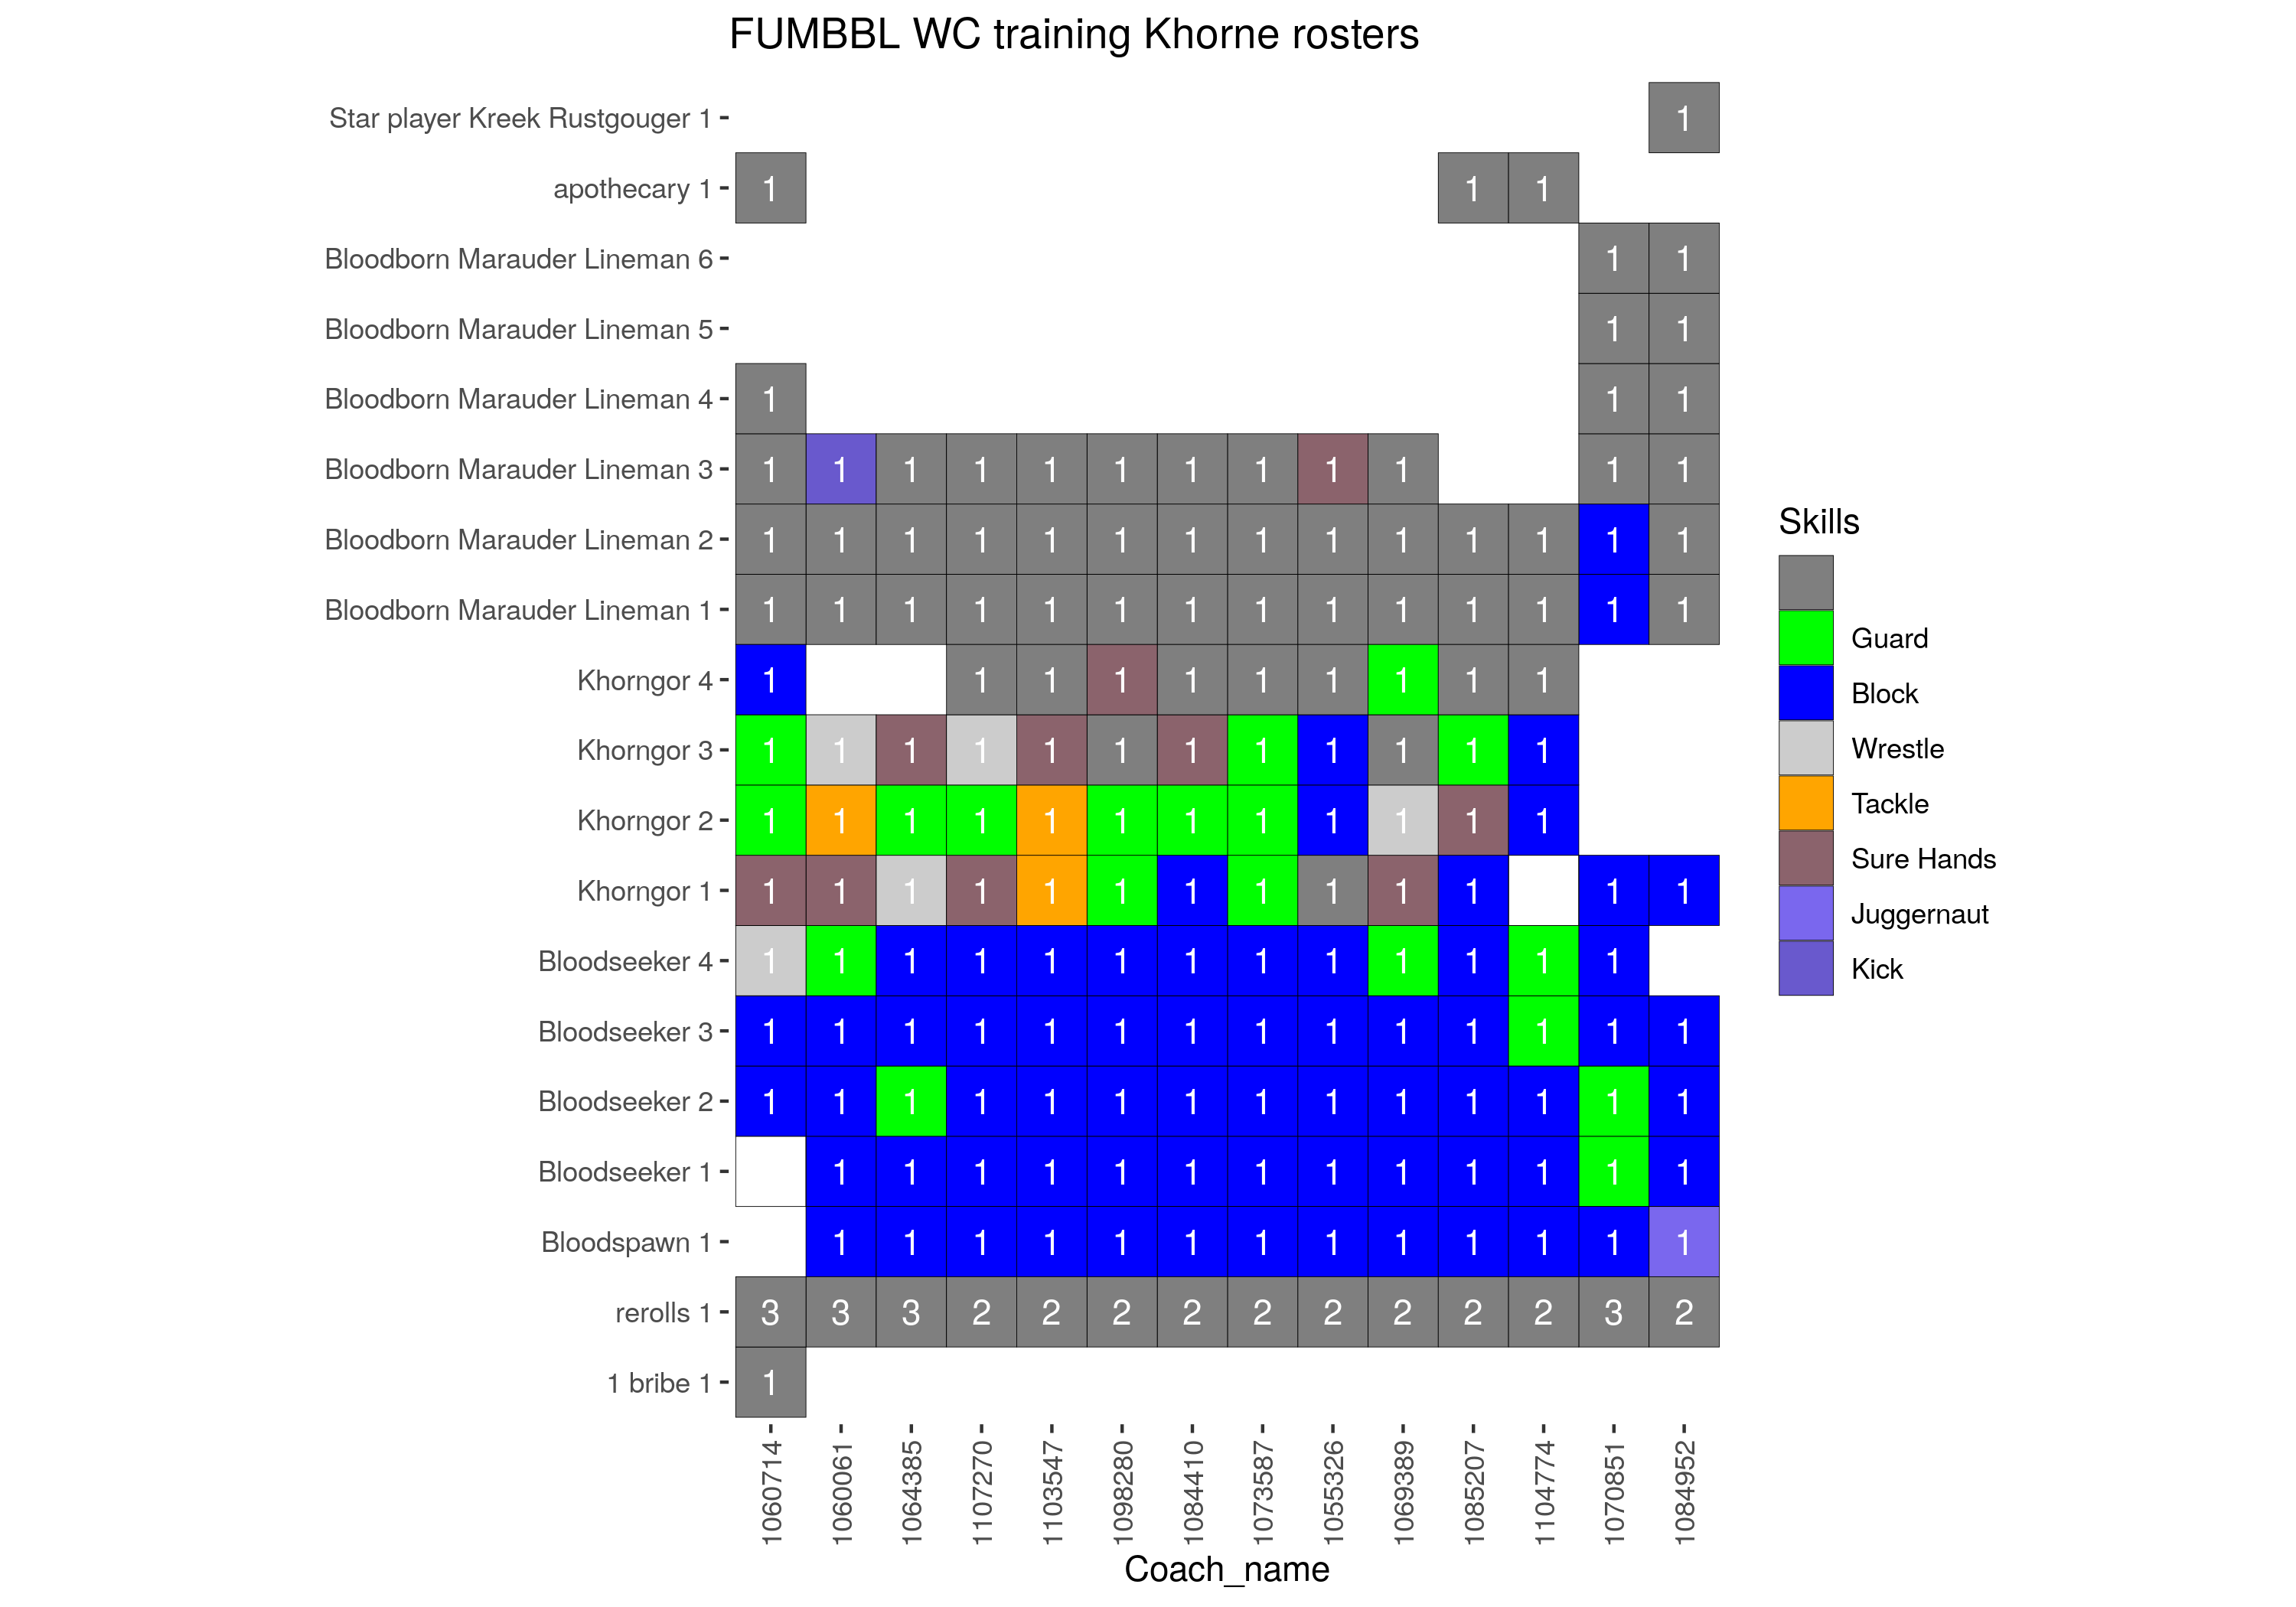 FUMBBL WC training Khorne rosters
Star player Kreek Rustgouger 1 1
apothecary 1 1 1 1
Bloodborn Marauder Lineman 6 1 1
Bloodborn Marauder Lineman 5 1 1
Bloodborn Marauder Lineman 4 1 1 1
Bloodborn Marauder Lineman 3 1 1 1 1 1 1 1 1 1 1 1 1
Bloodborn Marauder Lineman 2 1 1 1 1 1 1 1 1 1 1 1 1 1 1
Bloodborn Marauder Lineman 1 1 1 1 1 1 1 1 1 1 1 1 1 1 1
Khorngor 4 1 1 1 1 1 1 1 1 1 1
Khorngor 3 1 1 1 1 1 1 1 1 1 1 1 1
Khorngor 2 1 1 1 1 1 1 1 1 1 1 1 1
Khorngor 1 1 1 1 1 1 1 1 1 1 1 1 1 1
Bloodseeker 4 1 1 1 1 1 1 1 1 1 1 1 1 1
Bloodseeker 3 1 1 1 1 1 1 1 1 1 1 1 1 1 1
Bloodseeker 2 1 1 1 1 1 1 1 1 1 1 1 1 1 1
Bloodseeker 1 1 1 1 1 1 1 1 1 1 1 1 1 1
Bloodspawn 1 1 1 1 1 1 1 1 1 1 1 1 1 1
rerolls 1 3 3 3 2 2 2 2 2 2 2 2 2 3 2
1 bribe 1 1
1060714
1060061
1064385
1107270
1103547
1098280
1084410
1073587
1055326
1069389
1085207
1104774
1070851
1084952
Coach_name
Skills
Guard
Block
Wrestle
Tackle
Sure Hands
Juggernaut
Kick